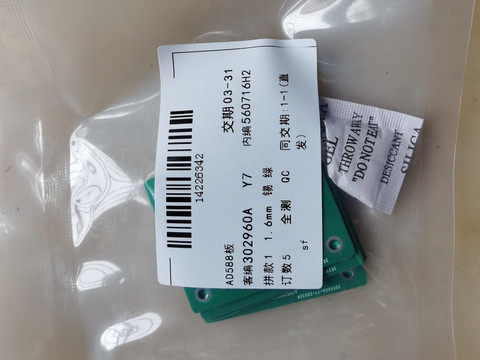 14226342
交期03-31
内编560716H2
AD588板
客编302960A Y7
拼款1 1.6mm 锡 绿
同交期:1-1(直
订数5 全测 QC
发)
sf
GEL
THROW AWAY
"DO NOT EAT"
DESICCANT
SILICA